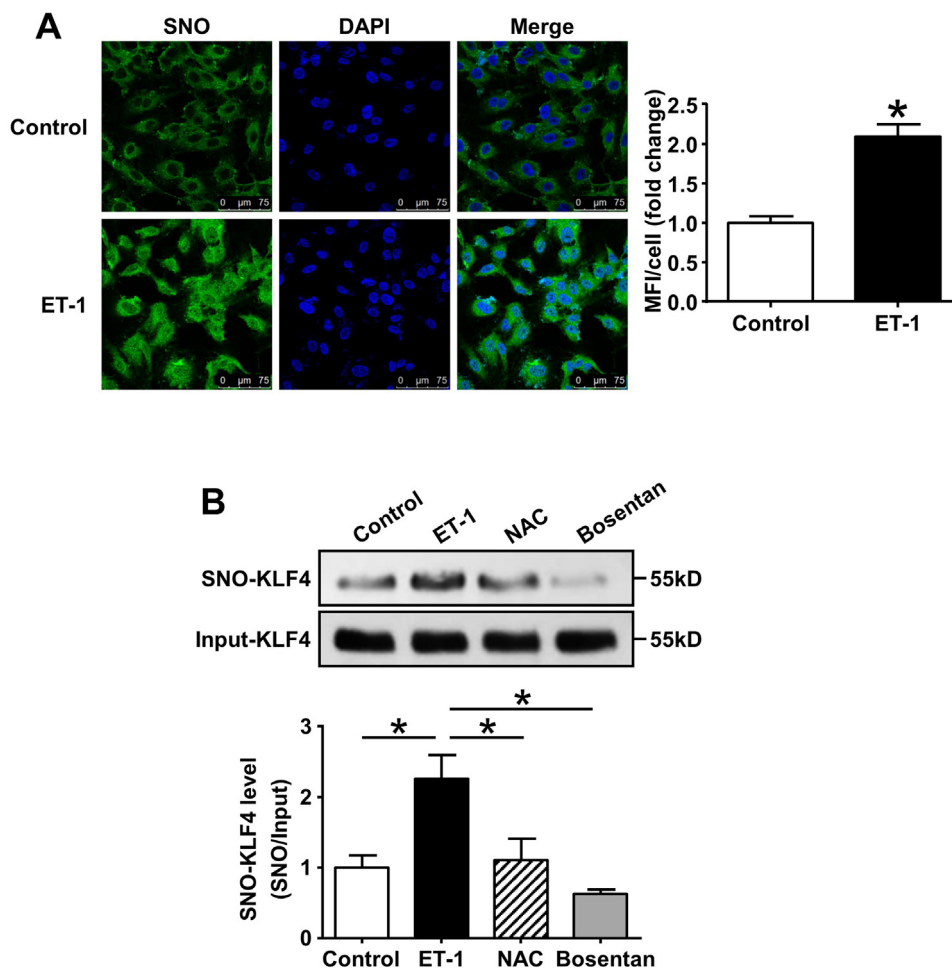 A
SNO DAPI Merge
Control
0 µm 75 0 µm 75 0 µm 75
ET-1
0 µm 75 0 µm 75 0 µm 75
MFI/cell (fold change)
2.5
2.0
1.5
1.0
0.5
0.0
*
Control ET-1
B
Control ET-1 NAC Bosentan
SNO-KLF4 55kD
Input-KLF4 55kD
SNO-KLF4 level
(SNO/Input)
3
2
1
0
* * *
Control ET-1 NAC Bosentan